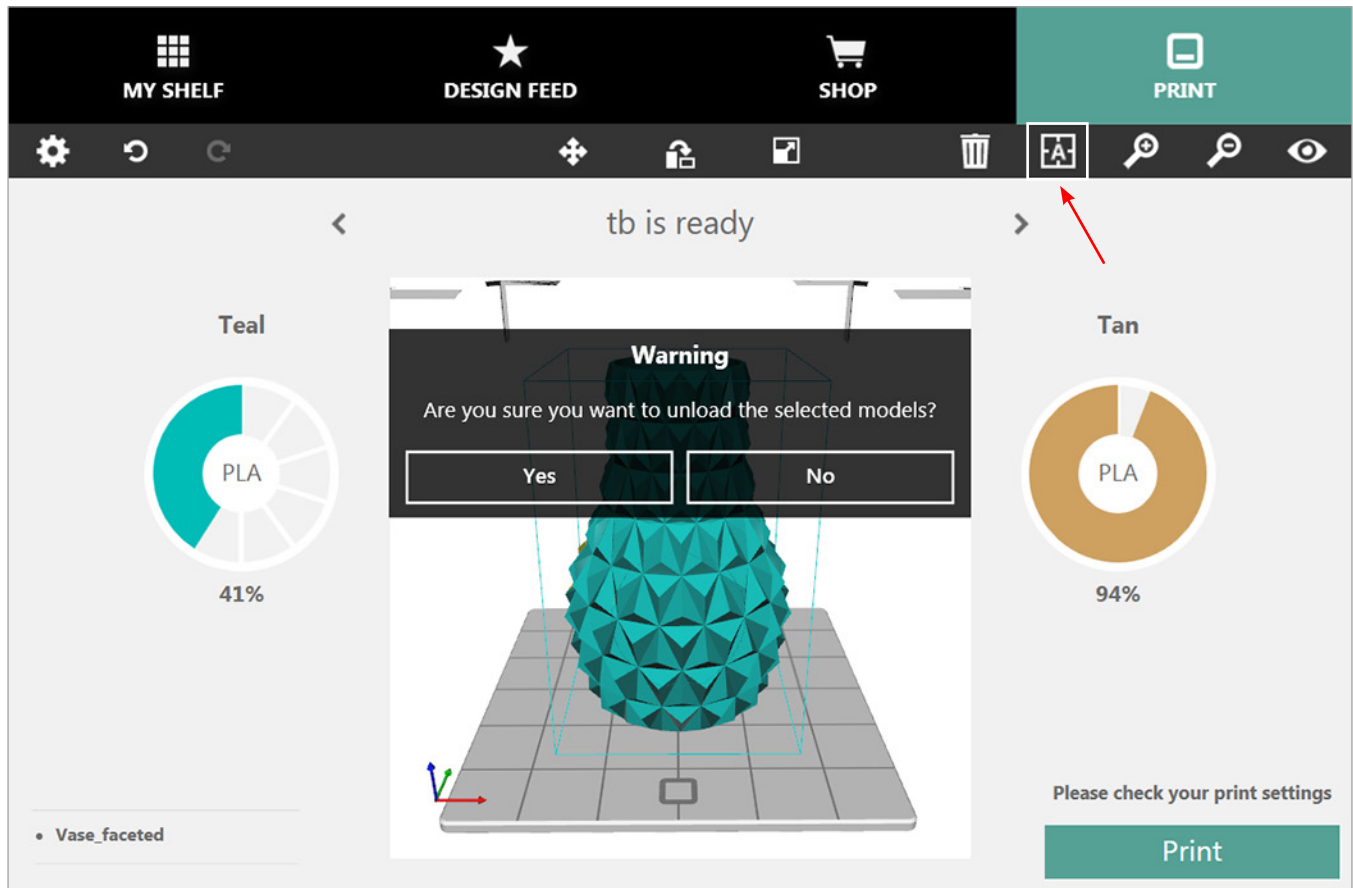 MY SHELF
DESIGN FEED
SHOP
PRINT
A
tb is ready
Teal
Tan
Warning
Are you sure you want to unload the selected models?
Yes
No
PLA
PLA
41%
94%
Please check your print settings
• Vase_faceted
Print